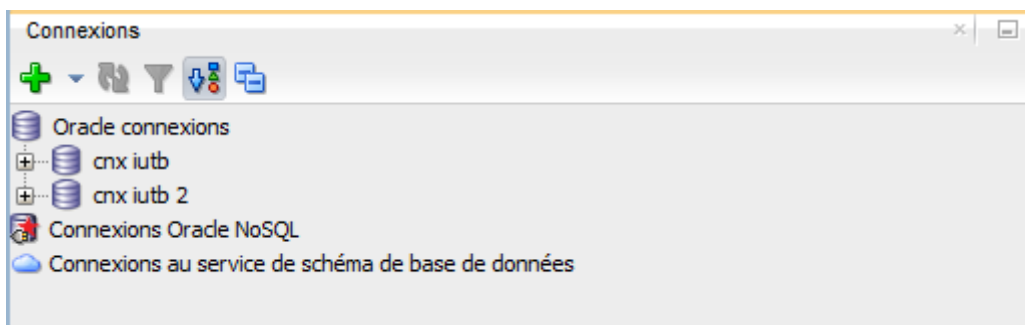 Connexions
Oracle connexions
cnx iutb
cnx iutb 2
Connexions Oracle NoSQL
Connexions au service de schéma de base de données